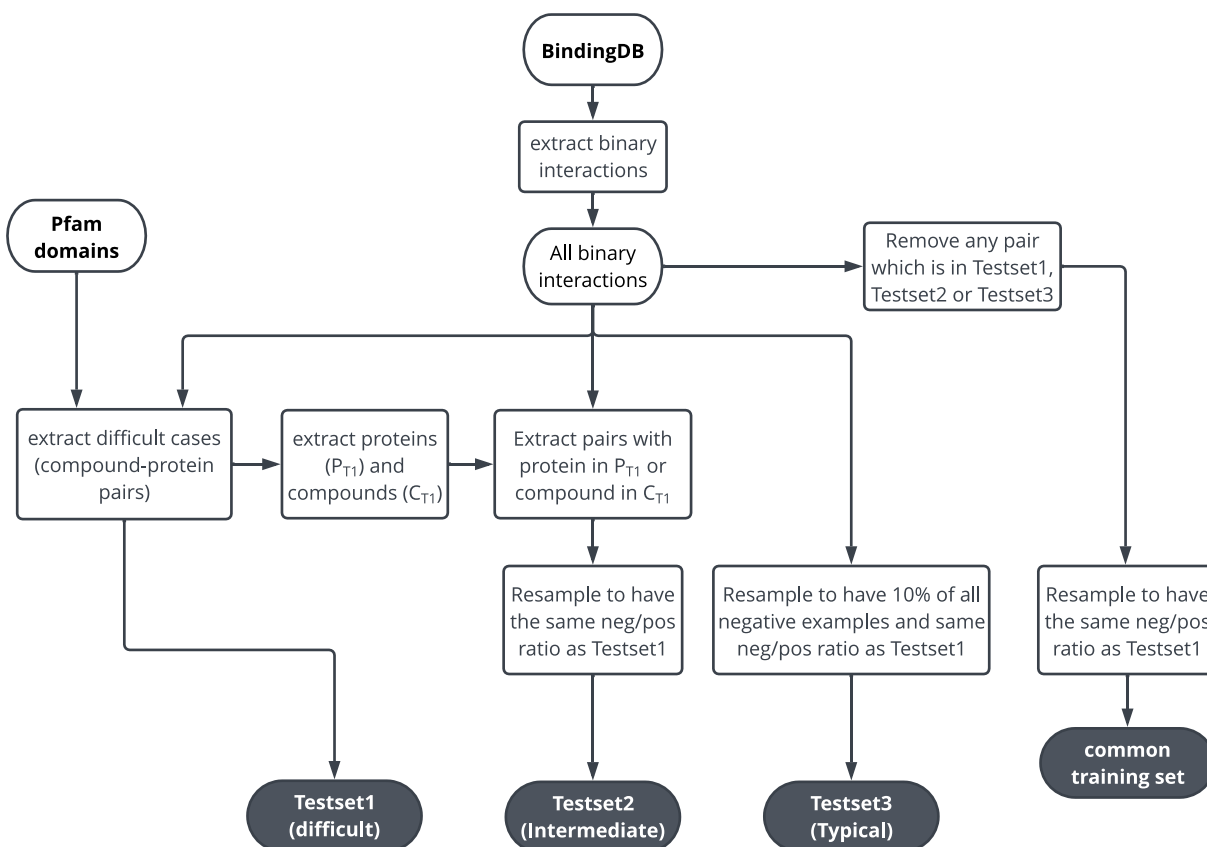 BindingDB
extract binary
interactions
Pfam
domains
All binary
interactions
Remove any pair
which is in Testset1,
Testset2 or Testset3
extract difficult cases
(compound-protein
pairs)
extract proteins
(P_T1) and
compounds (C_T1)
Extract pairs with
protein in P_T1 or
compound in C_T1
Resample to have
the same neg/pos
ratio as Testset1
Resample to have 10% of all
negative examples and same
neg/pos ratio as Testset1
Resample to have
the same neg/pos
ratio as Testset1
common
training set
Testset1
(difficult)
Testset2
(Intermediate)
Testset3
(Typical)